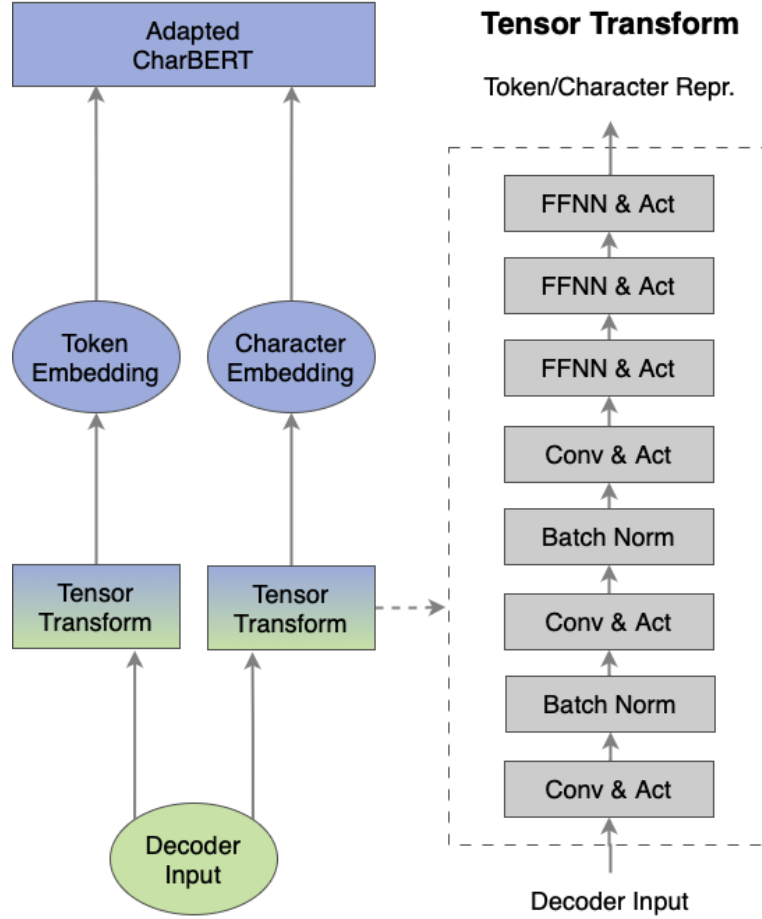 Adapted
CharBERT
Token
Embedding
Character
Embedding
Tensor
Transform
Tensor
Transform
Decoder
Input
Tensor Transform
Token/Character Repr.
FFNN & Act
FFNN & Act
FFNN & Act
Conv & Act
Batch Norm
Conv & Act
Batch Norm
Conv & Act
Decoder Input